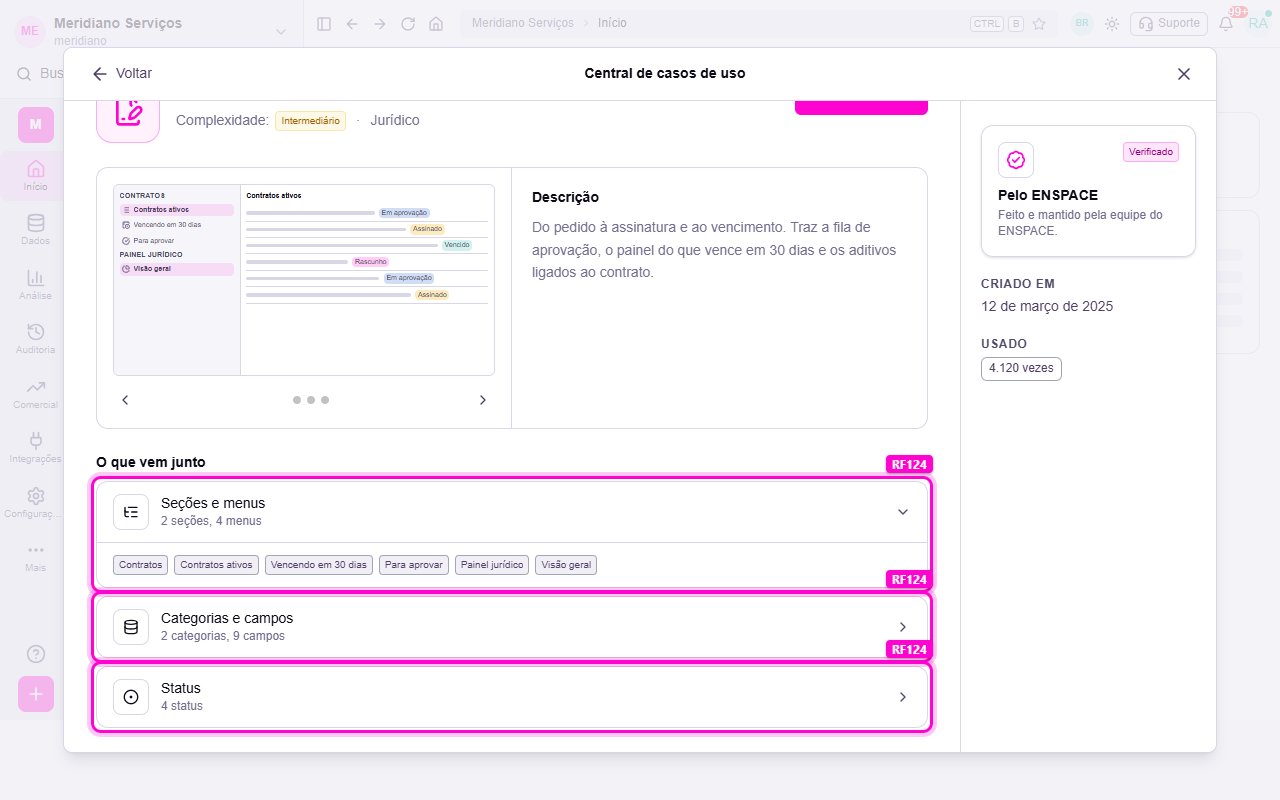 ME
Meridiano Serviços
meridiano
Meridiano Serviços
Início
CTRL
B
BR
Suporte
99+
RA
Bus
M
Início
Dados
Análise
Auditoria
Comercial
Integrações
Configuraç...
Mais
Voltar
Central de casos de uso
Complexidade: Intermediário · Jurídico
CONTRATOS
Contratos ativos
Vencendo em 30 dias
Para aprovar
PAINEL JURÍDICO
Visão geral
Contratos ativos
Em aprovação
Assinado
Vencido
Rascunho
Em aprovação
Assinado
Descrição
Do pedido à assinatura e ao vencimento. Traz a fila de
aprovação, o painel do que vence em 30 dias e os aditivos
ligados ao contrato.
O que vem junto
RF124
Seções e menus
2 seções, 4 menus
Contratos
Contratos ativos
Vencendo em 30 dias
Para aprovar
Painel jurídico
Visão geral
RF124
Categorias e campos
2 categorias, 9 campos
RF124
Status
4 status
Verificado
Pelo ENSPACE
Feito e mantido pela equipe do
ENSPACE.
CRIADO EM
12 de março de 2025
USADO
4.120 vezes